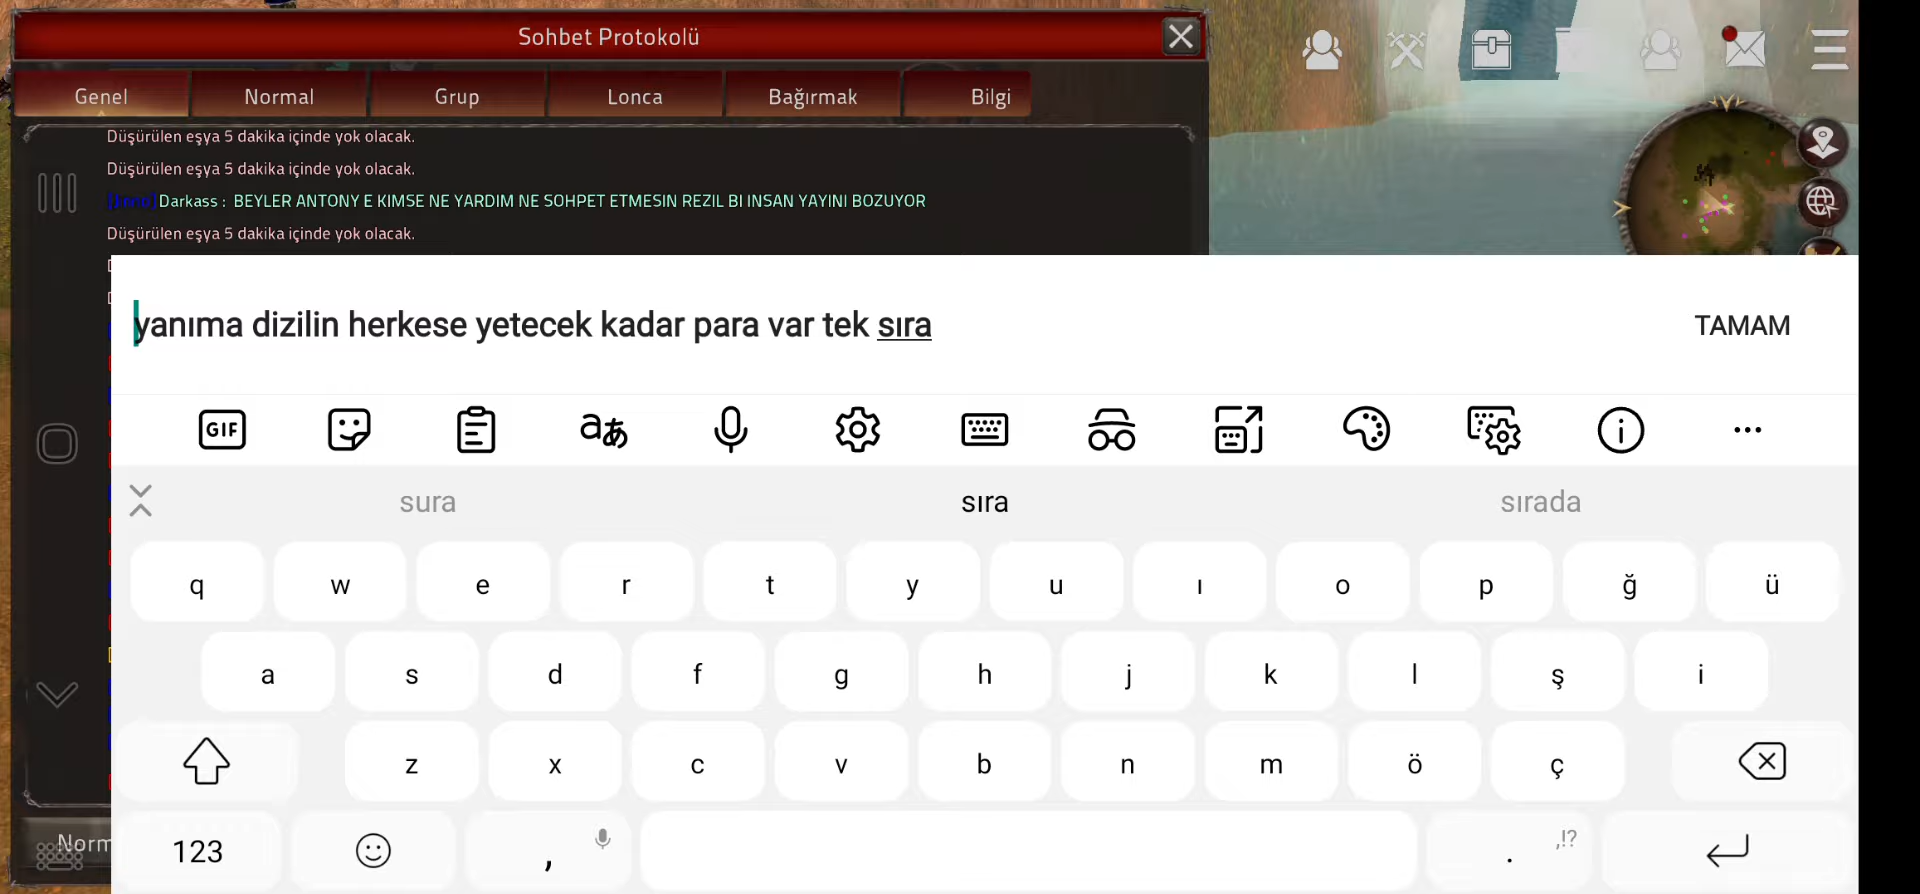 Sohbet Protokolü
Genel Normal Grup Lonca Bağırmak Bilgi
Düşürülen eşya 5 dakika içinde yok olacak.
Düşürülen eşya 5 dakika içinde yok olacak.
Darkass : BEYLER ANTONY E KIMSE NE YARDIM NE SOHPET ETMESIN REZIL BI INSAN YAYINI BOZUYOR
Düşürülen eşya 5 dakika içinde yok olacak.
yanıma dizilin herkese yetecek kadar para var tek sıra
TAMAM
GIF
sura sıra sırada
q w e r t y u ı o p ğ ü
a s d f g h j k l ş i
z x c v b n m ö ç
123 , . ,!?